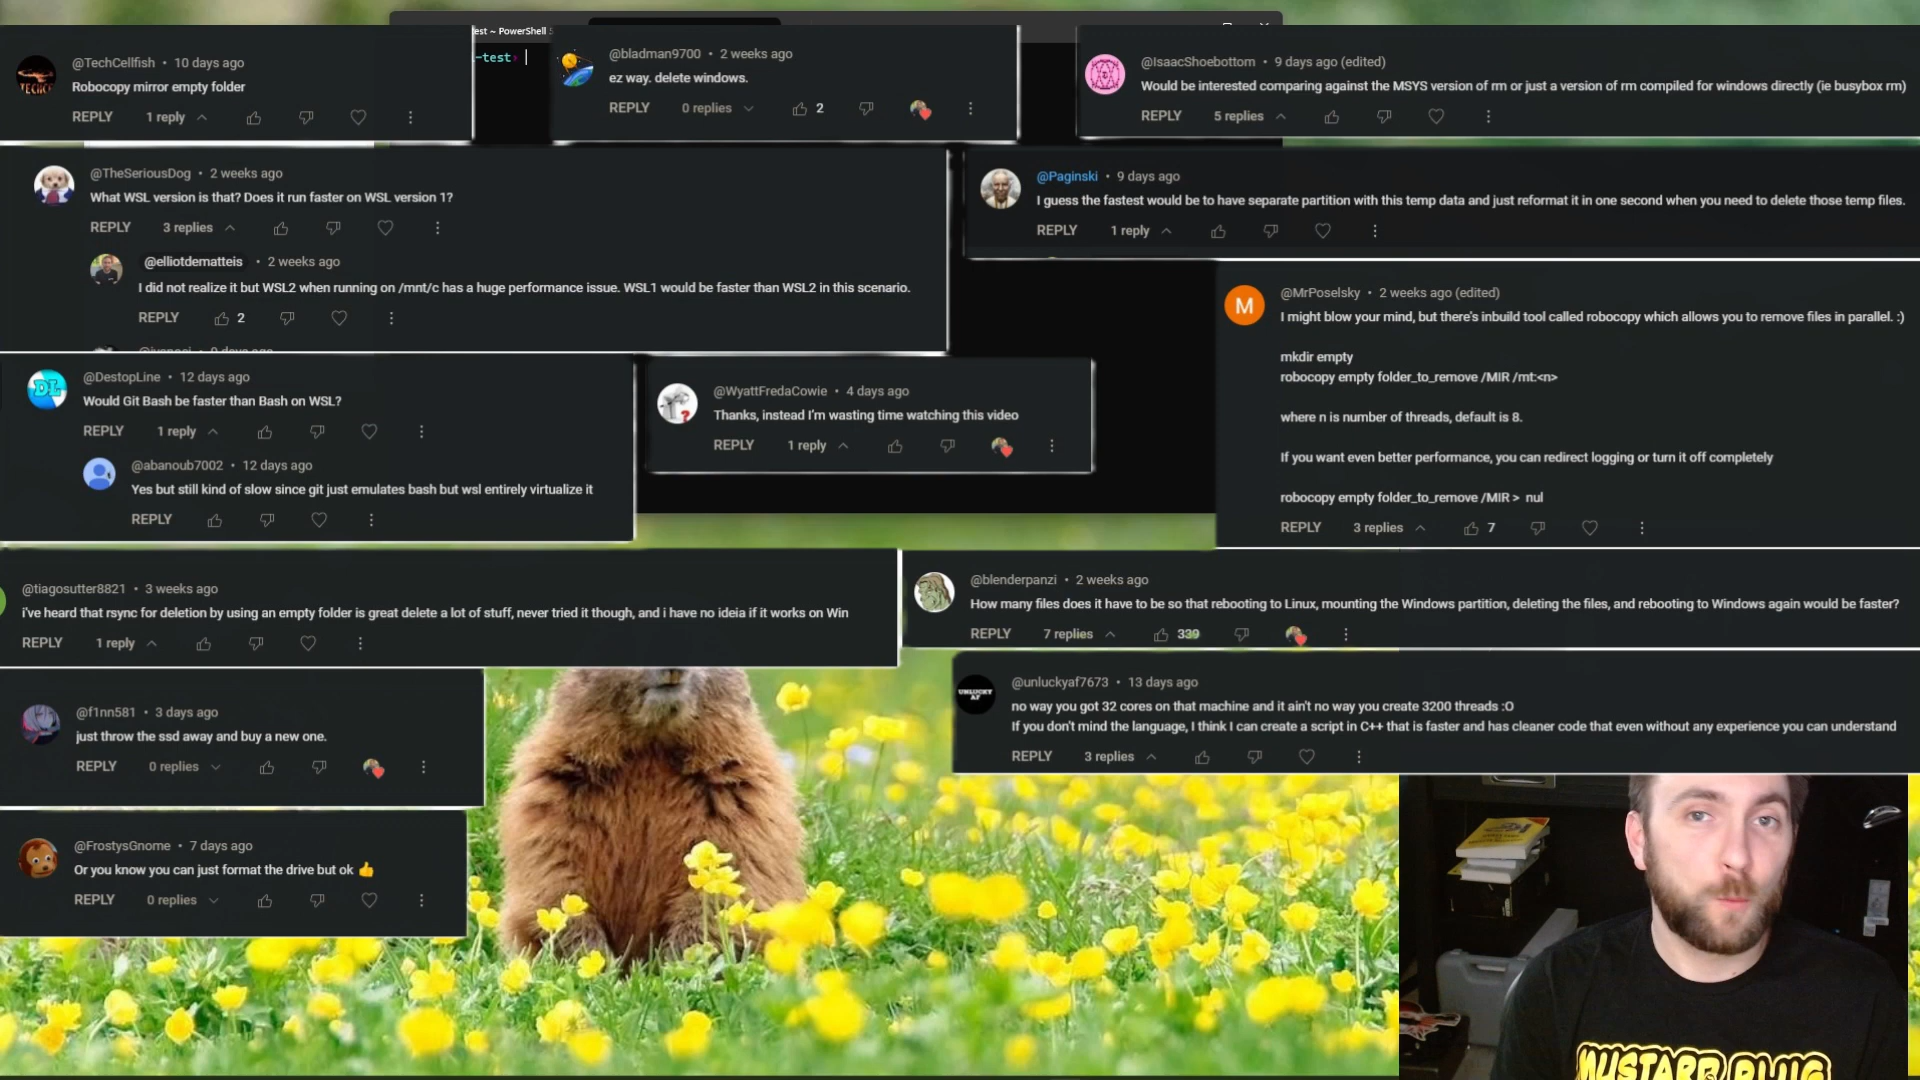 est ~ PowerShell
-test
@TechCellfish • 10 days ago
Robocopy mirror empty folder
REPLY 1 reply
@bladman9700 • 2 weeks ago
ez way. delete windows.
REPLY 0 replies 2
@IsaacShoebottom • 9 days ago (edited)
Would be interested comparing against the MSYS version of rm or just a version of rm compiled for windows directly (ie busybox rm)
REPLY 5 replies
@TheSeriousDog • 2 weeks ago
What WSL version is that? Does it run faster on WSL version 1?
REPLY 3 replies
@elliotdematteis • 2 weeks ago
I did not realize it but WSL2 when running on /mnt/c has a huge performance issue. WSL1 would be faster than WSL2 in this scenario.
REPLY 2
@Paginski • 9 days ago
I guess the fastest would be to have separate partition with this temp data and just reformat it in one second when you need to delete those temp files.
REPLY 1 reply
@MrPoselsky • 2 weeks ago (edited)
I might blow your mind, but there's inbuild tool called robocopy which allows you to remove files in parallel. :)
mkdir empty
robocopy empty folder_to_remove /MIR /mt:<n>
where n is number of threads, default is 8.
If you want even better performance, you can redirect logging or turn it off completely
robocopy empty folder_to_remove /MIR > nul
REPLY 3 replies 7
DL
M
@DestopLine • 12 days ago
Would Git Bash be faster than Bash on WSL?
REPLY 1 reply
@abanoub7002 • 12 days ago
Yes but still kind of slow since git just emulates bash but wsl entirely virtualize it
REPLY
@WyattFredaCowie • 4 days ago
Thanks, instead I'm wasting time watching this video
REPLY 1 reply
@tiagosutter8821 • 3 weeks ago
i've heard that rsync for deletion by using an empty folder is great delete a lot of stuff, never tried it though, and i have no ideia if it works on Win
REPLY 1 reply
@blenderpanzi • 2 weeks ago
How many files does it have to be so that rebooting to Linux, mounting the Windows partition, deleting the files, and rebooting to Windows again would be faster?
REPLY 7 replies 339
@f1nn581 • 3 days ago
just throw the ssd away and buy a new one.
REPLY 0 replies
UNLUCKY
AF
@unluckyaf7673 • 13 days ago
no way you got 32 cores on that machine and it ain't no way you create 3200 threads :O
If you don't mind the language, I think I can create a script in C++ that is faster and has cleaner code that even without any experience you can understand
REPLY 3 replies
@FrostysGnome • 7 days ago
Or you know you can just format the drive but ok 👍
REPLY 0 replies
MUSTARD PLUG